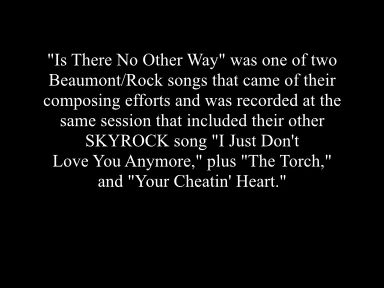 "Is There No Other Way" was one of two
Beaumont/Rock songs that came of their
composing efforts and was recorded at the
same session that included their other
SKYROCK song "I Just Don't
Love You Anymore," plus "The Torch,"
and "Your Cheatin' Heart."